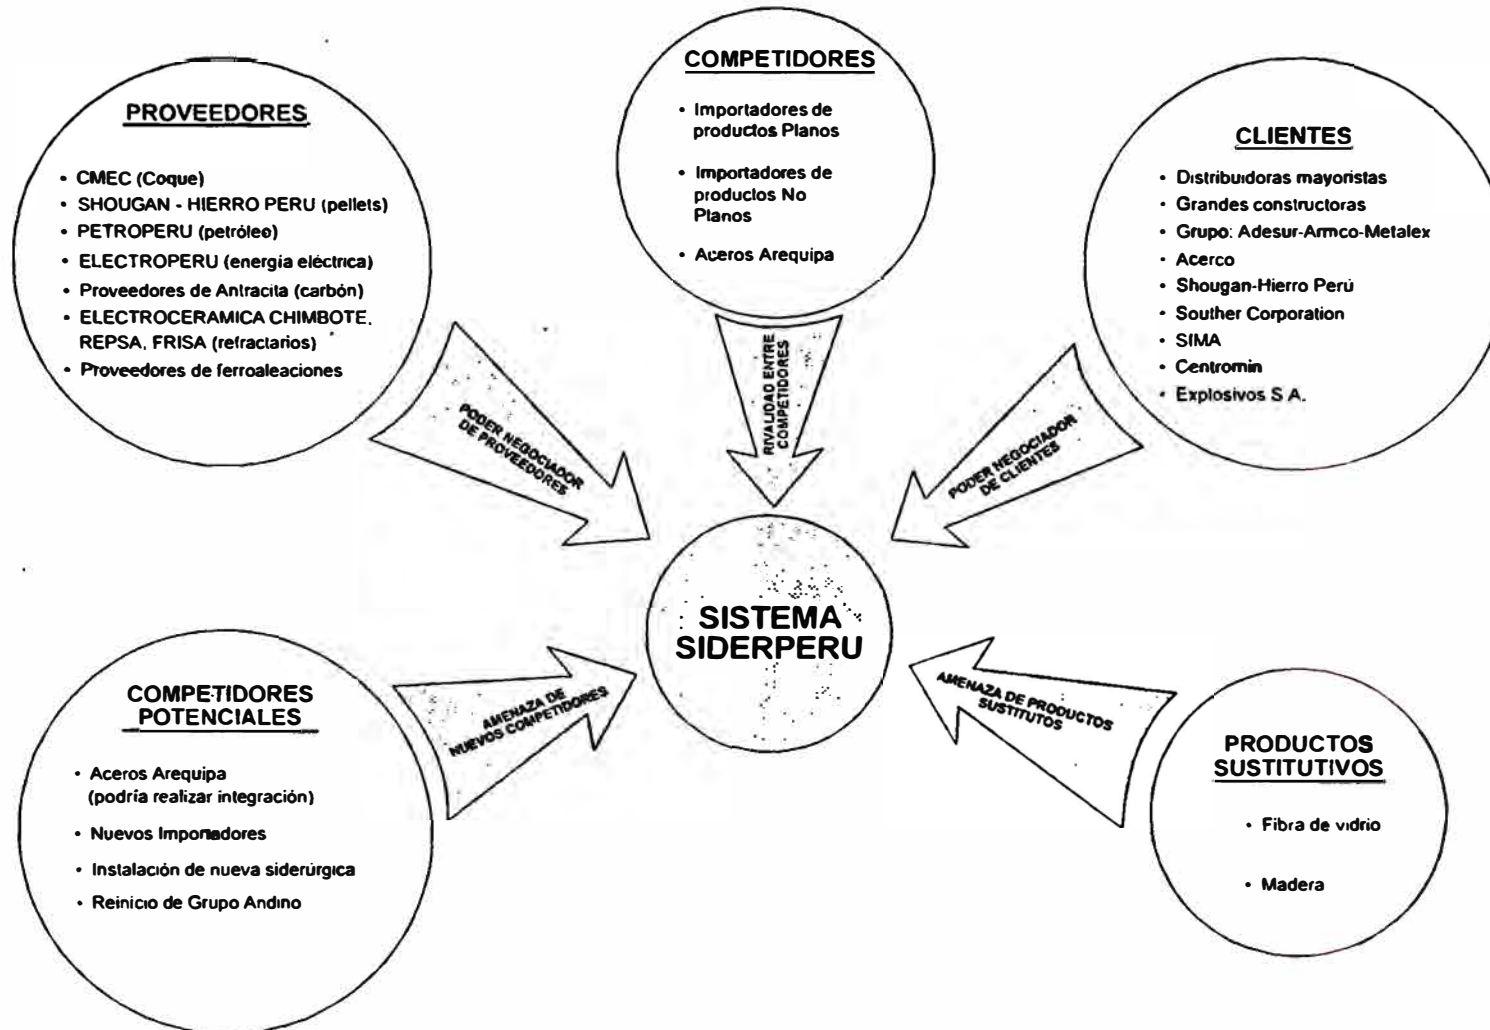 PROVEEDORES
• CMEC (Coque)
• SHOUGAN - HIERRO PERU (pellets)
• PETROPERU (petróleo)
• ELECTROPERU (energía eléctrica)
• Proveedores de Antracita (carbón)
• ELECTROCERAMICA CHIMBOTE.
REPSA, FRISA (refractarios)
• Proveedores de ferroaleaciones
COMPETIDORES
• Importadores de
productos Planos
• Importadores de
productos No
Planos
• Aceros Arequipa
CLIENTES
• Distribuidoras mayoristas
• Grandes constructoras
• Grupo: Adesur-Armco-Metalex
• Acerco
• Shougan-Hierro Perú
• Souther Corporation
• SIMA
• Centromin
• Explosivos S.A.
PODER NEGOCIADOR
DE PROVEEDORES
RIVALIDAD ENTRE
COMPETIDORES
PODER NEGOCIADOR
DE CLIENTES
SISTEMA
SIDERPERU
COMPETIDORES
POTENCIALES
• Aceros Arequipa
(podría realizar integración)
• Nuevos Importadores
• Instalación de nueva siderúrgica
• Reinicio de Grupo Andino
AMENAZA DE
NUEVOS COMPETIDORES
AMENAZA DE PRODUCTOS
SUSTITUTOS
PRODUCTOS
SUSTITUTIVOS
• Fibra de vidrio
• Madera